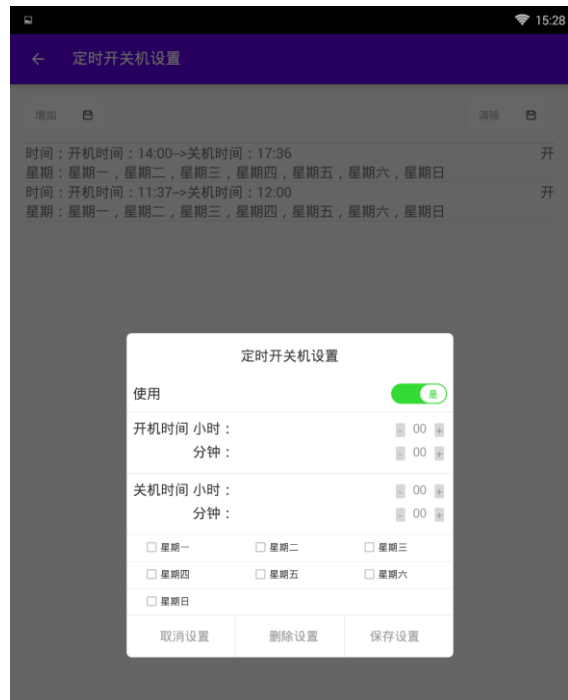 15:28
定时开关机设置
增加 清除
时间：开机时间：14:00-->关机时间：17:36 开
星期：星期一，星期二，星期三，星期四，星期五，星期六，星期日
时间：开机时间：11:37-->关机时间：12:00 开
星期：星期一，星期二，星期三，星期四，星期五，星期六，星期日
定时开关机设置
使用 是
开机时间 小时： - 00 +
分钟： - 00 +
关机时间 小时： - 00 +
分钟： - 00 +
星期一 星期二 星期三
星期四 星期五 星期六
星期日
取消设置 删除设置 保存设置